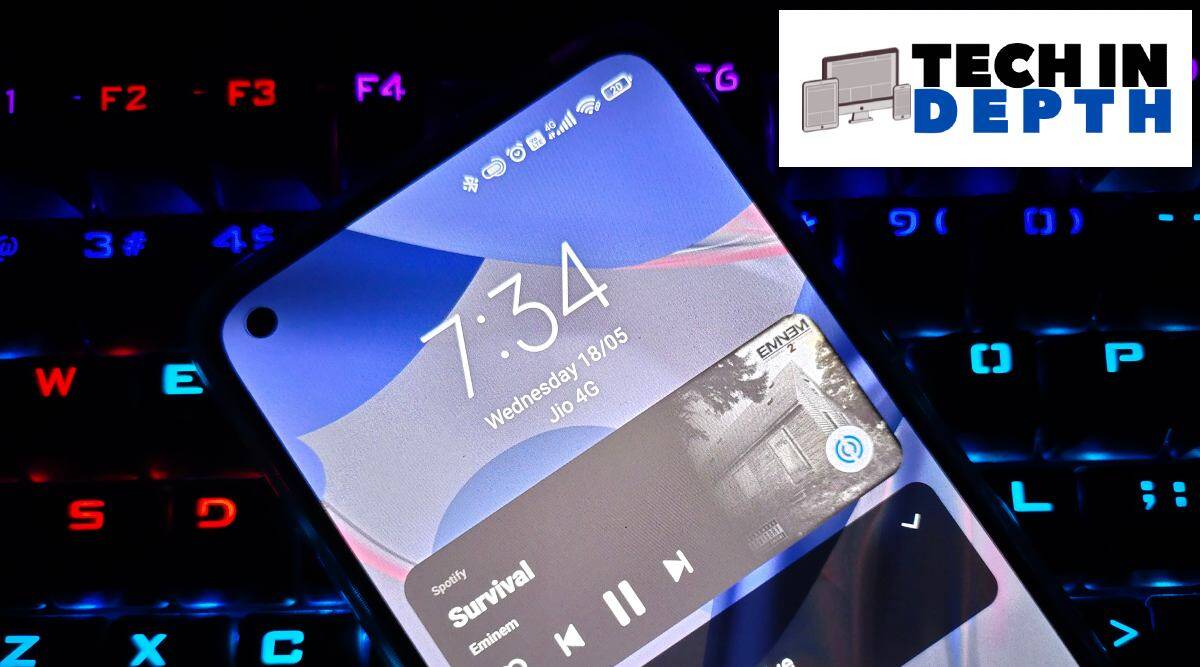 TECH IN
DEPTH
F2
F3
F4
20
4G
3#
4$
9 (
0 )
7:34
Wednesday 18/05
Jio 4G
EMINEM
2
W
E
O
P
S
D
L
; :
Spotify
Survival
Eminem
Z
X
C
>